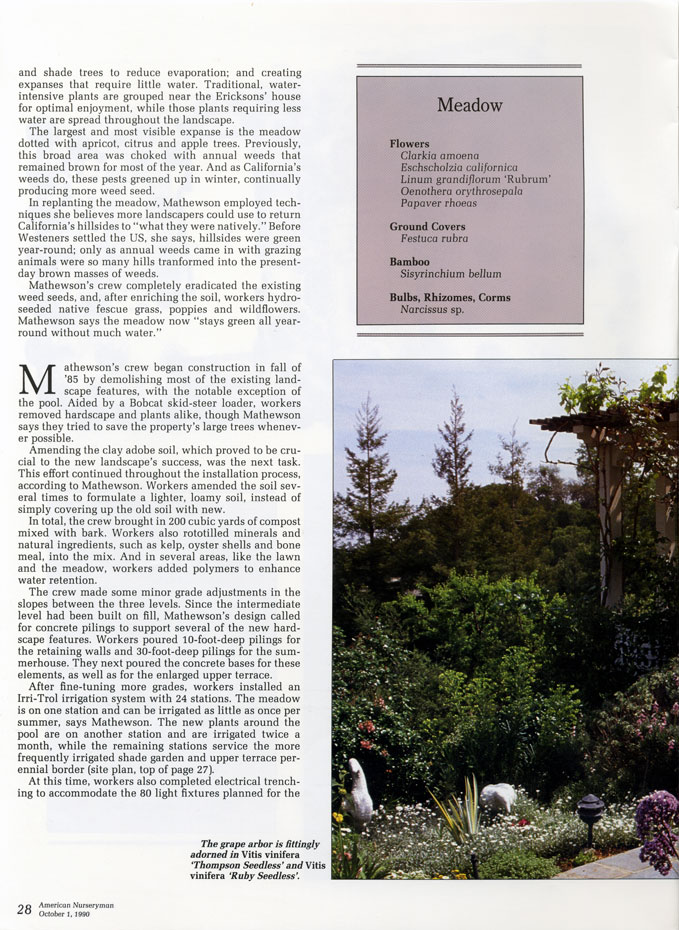 and shade trees to reduce evaporation; and creating
expanses that require little water. Traditional, water-
intensive plants are grouped near the Ericksons' house
for optimal enjoyment, while those plants requiring less
water are spread throughout the landscape.
The largest and most visible expanse is the meadow
dotted with apricot, citrus and apple trees. Previously,
this broad area was choked with annual weeds that
remained brown for most of the year. And as California's
weeds do, these pests greened up in winter, continually
producing more weed seed.
In replanting the meadow, Mathewson employed tech-
niques she believes more landscapers could use to return
California's hillsides to "what they were natively." Before
Westeners settled the US, she says, hillsides were green
year-round; only as annual weeds came in with grazing
animals were so many hills tranformed into the present-
day brown masses of weeds.
Mathewson's crew completely eradicated the existing
weed seeds, and, after enriching the soil, workers hydro-
seeded native fescue grass, poppies and wildflowers.
Mathewson says the meadow now "stays green all year-
round without much water."
Mathewson's crew began construction in fall of
'85 by demolishing most of the existing land-
scape features, with the notable exception of
the pool. Aided by a Bobcat skid-steer loader, workers
removed hardscape and plants alike, though Mathewson
says they tried to save the property's large trees whenev-
er possible.
Amending the clay adobe soil, which proved to be cru-
cial to the new landscape's success, was the next task.
This effort continued throughout the installation process,
according to Mathewson. Workers amended the soil sev-
eral times to formulate a lighter, loamy soil, instead of
simply covering up the old soil with new.
In total, the crew brought in 200 cubic yards of compost
mixed with bark. Workers also rototilled minerals and
natural ingredients, such as kelp, oyster shells and bone
meal, into the mix. And in several areas, like the lawn
and the meadow, workers added polymers to enhance
water retention.
The crew made some minor grade adjustments in the
slopes between the three levels. Since the intermediate
level had been built on fill, Mathewson's design called
for concrete pilings to support several of the new hard-
scape features. Workers poured 10-foot-deep pilings for
the retaining walls and 30-foot-deep pilings for the sum-
merhouse. They next poured the concrete bases for these
elements, as well as for the enlarged upper terrace.
After fine-tuning more grades, workers installed an
Irri-Trol irrigation system with 24 stations. The meadow
is on one station and can be irrigated as little as once per
summer, says Mathewson. The new plants around the
pool are on another station and are irrigated twice a
month, while the remaining stations service the more
frequently irrigated shade garden and upper terrace per-
ennial border (site plan, top of page 27).
At this time, workers also completed electrical trench-
ing to accommodate the 80 light fixtures planned for the
Meadow
Flowers
Clarkia amoena
Eschscholzia californica
Linum grandiflorum 'Rubrum'
Oenothera orythrosepala
Papaver rhoeas
Ground Covers
Festuca rubra
Bamboo
Sisyrinchium bellum
Bulbs, Rhizomes, Corms
Narcissus sp.
The grape arbor is fittingly
adorned in Vitis vinifera
'Thompson Seedless' and Vitis
vinifera 'Ruby Seedless'.
28 American Nurseryman
October 1, 1990